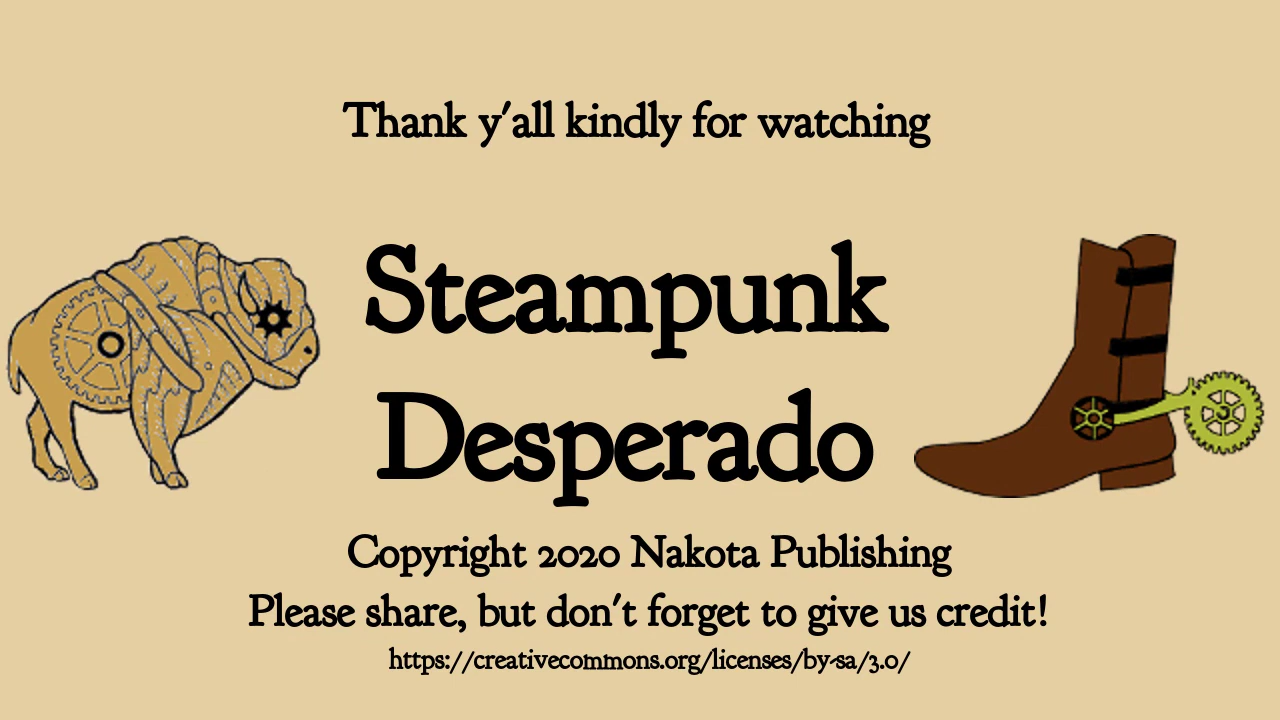 Thank y'all kindly for watching
Steampunk
Desperado
Copyright 2020 Nakota Publishing
Please share, but don't forget to give us credit!
https://creativecommons.org/licenses/by-sa/3.0/